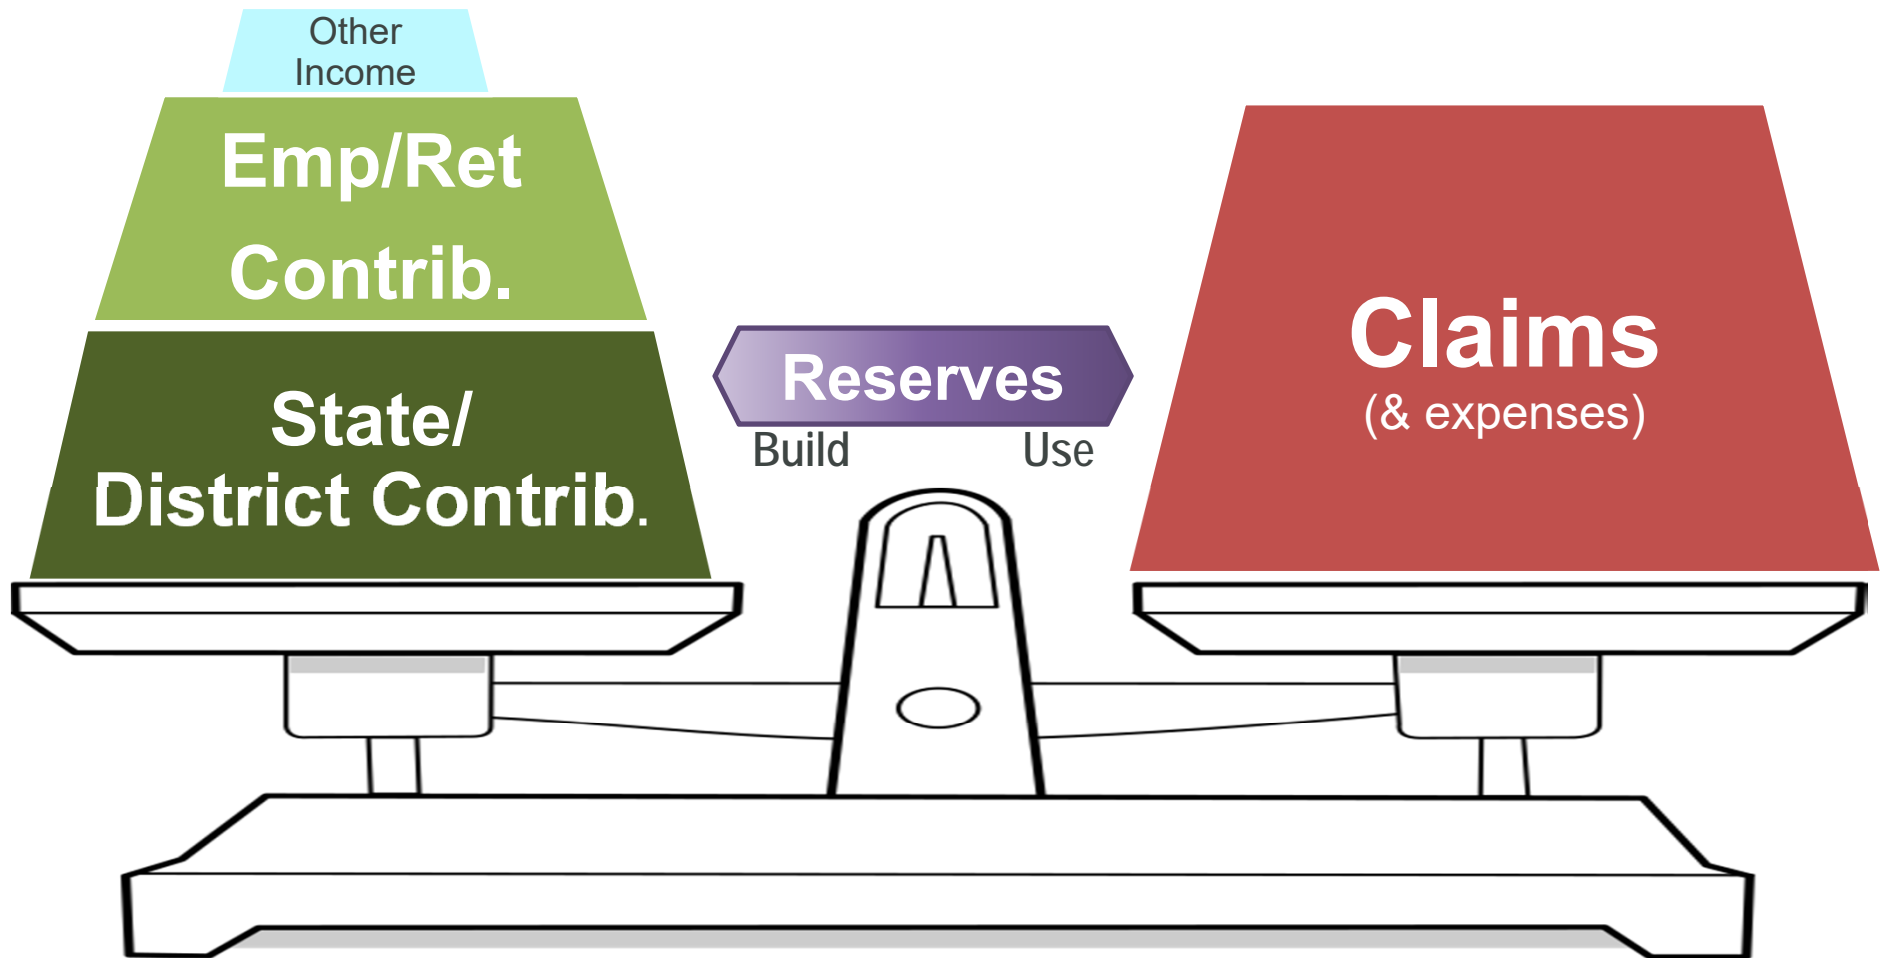 Other
Income
Emp/Ret
Contrib.
State/
District Contrib.
Reserves
Build
Use
Claims
(& expenses)